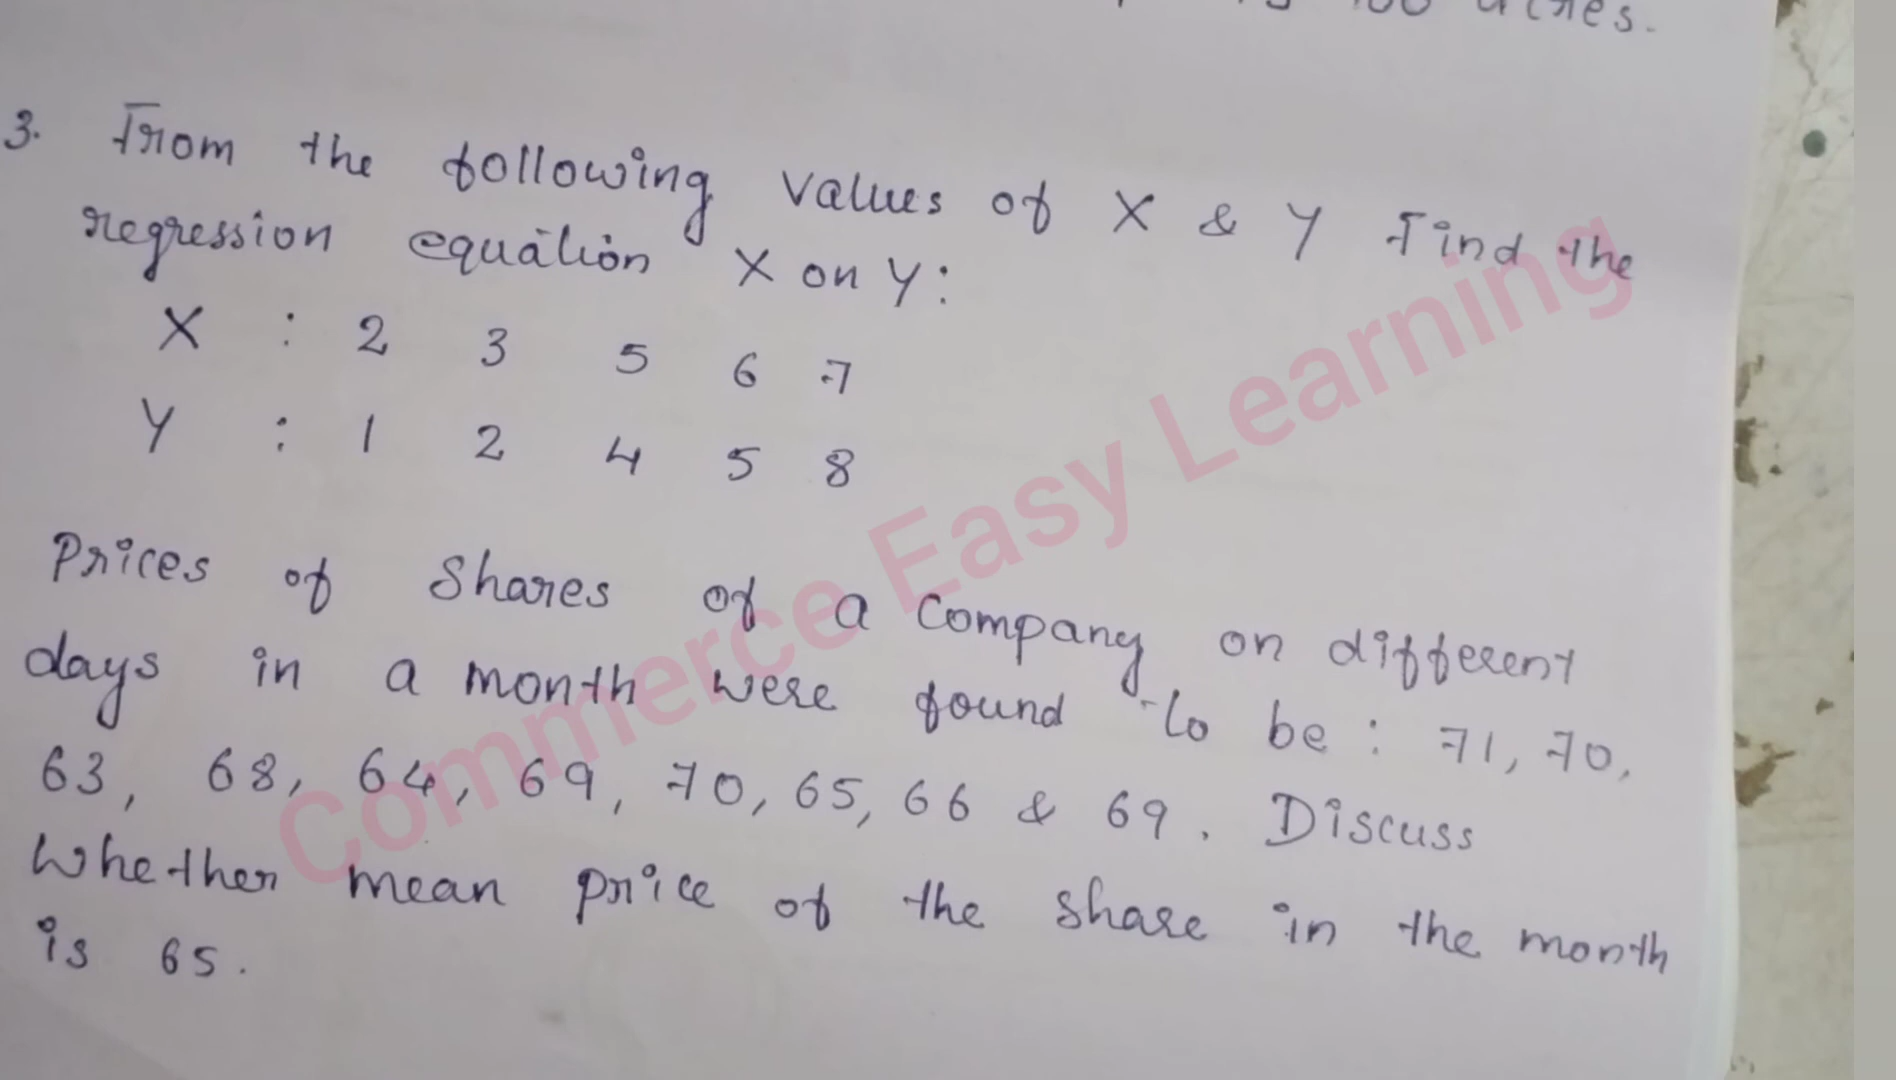 3. From the following values of X & Y Find the
regression equation X on Y:
X : 2 3 5 6 7
Y : 1 2 4 5 8
Prices of Shares of a Company on different
days in a month were found to be: 71, 70,
63, 68, 64, 69, 70, 65, 66 & 69. Discuss
Whether mean price of the share in the month
is 65.
Commerce Easy Learning